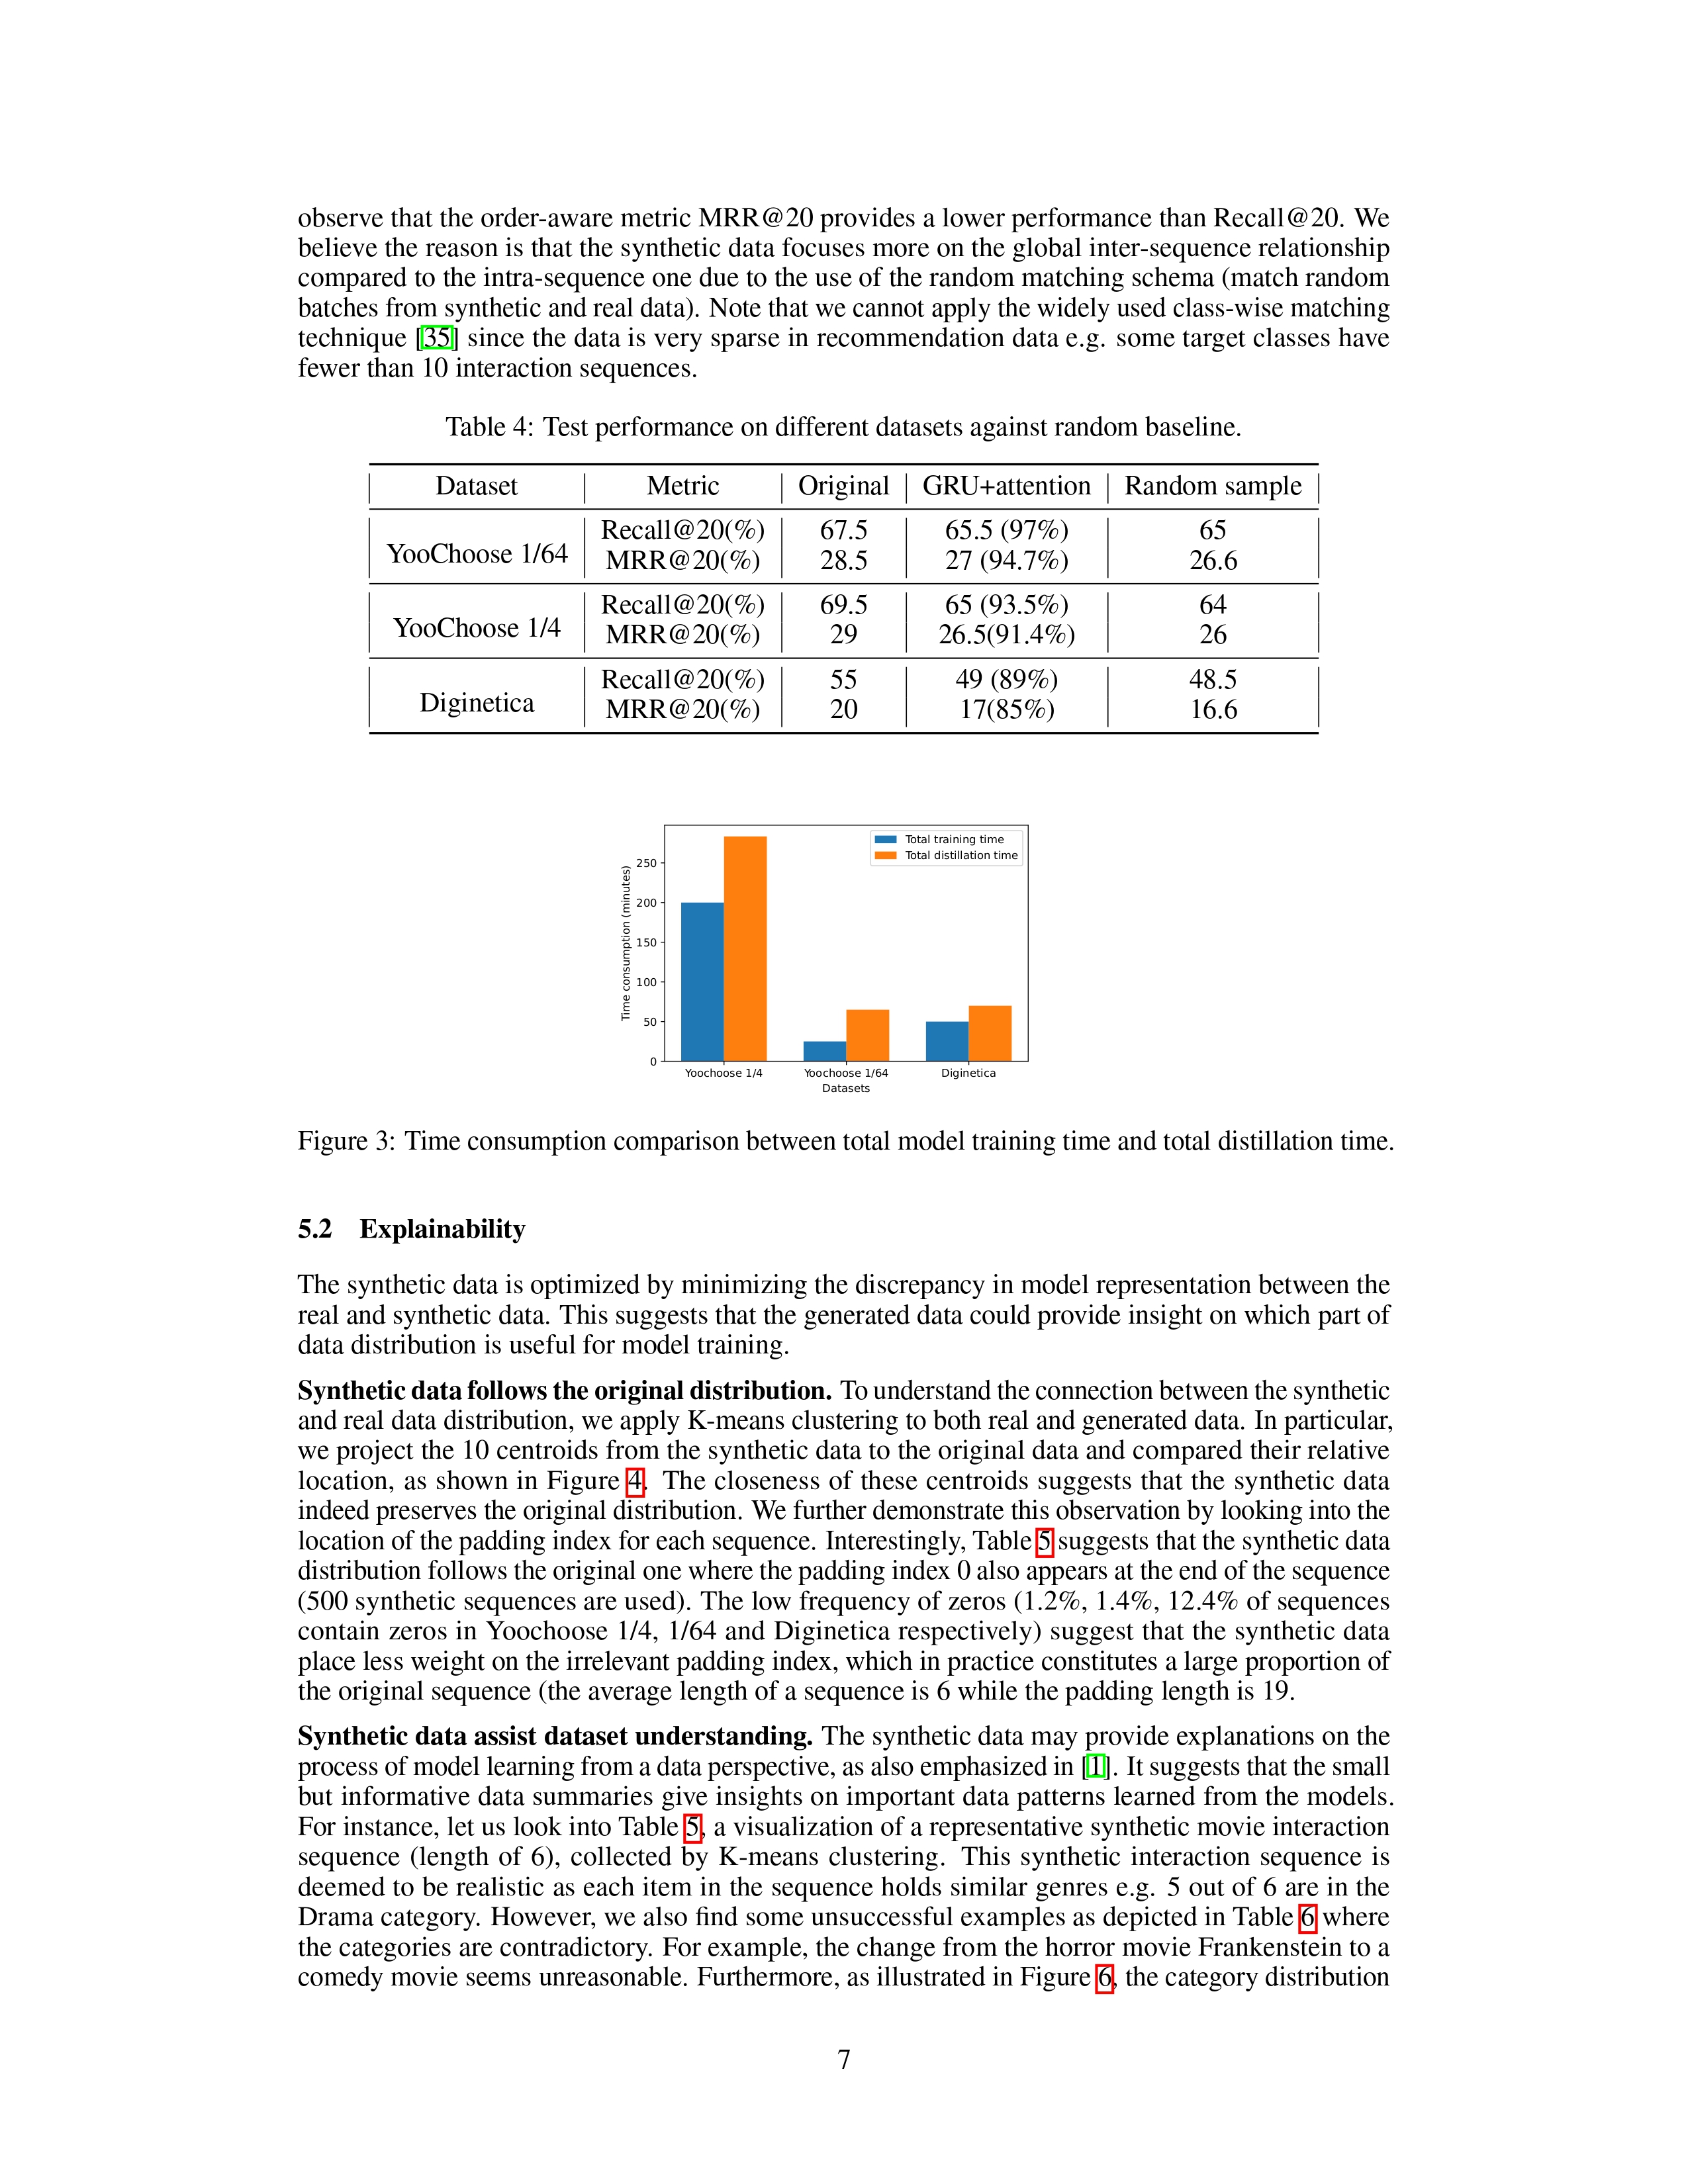 observe that the order-aware metric MRR@20 provides a lower performance than Recall@20. We
believe the reason is that the synthetic data focuses more on the global inter-sequence relationship
compared to the intra-sequence one due to the use of the random matching schema (match random
batches from synthetic and real data). Note that we cannot apply the widely used class-wise matching
technique [35] since the data is very sparse in recommendation data e.g. some target classes have
fewer than 10 interaction sequences.
Table 4: Test performance on different datasets against random baseline.
Dataset Metric Original GRU+attention Random sample
YooChoose 1/64
Recall@20(%) 67.5 65.5 (97%) 65
MRR@20(%) 28.5 27 (94.7%) 26.6
YooChoose 1/4
Recall@20(%) 69.5 65 (93.5%) 64
MRR@20(%) 29 26.5(91.4%) 26
Diginetica
Recall@20(%) 55 49 (89%) 48.5
MRR@20(%) 20 17(85%) 16.6
Total training time
Total distillation time
Time consumption (minutes)
250
200
150
100
50
0
Yoochoose 1/4 Yoochoose 1/64 Diginetica
Datasets
Figure 3: Time consumption comparison between total model training time and total distillation time.
5.2 Explainability
The synthetic data is optimized by minimizing the discrepancy in model representation between the
real and synthetic data. This suggests that the generated data could provide insight on which part of
data distribution is useful for model training.
Synthetic data follows the original distribution. To understand the connection between the synthetic
and real data distribution, we apply K-means clustering to both real and generated data. In particular,
we project the 10 centroids from the synthetic data to the original data and compared their relative
location, as shown in Figure 4. The closeness of these centroids suggests that the synthetic data
indeed preserves the original distribution. We further demonstrate this observation by looking into the
location of the padding index for each sequence. Interestingly, Table 5 suggests that the synthetic data
distribution follows the original one where the padding index 0 also appears at the end of the sequence
(500 synthetic sequences are used). The low frequency of zeros (1.2%, 1.4%, 12.4% of sequences
contain zeros in Yoochoose 1/4, 1/64 and Diginetica respectively) suggest that the synthetic data
place less weight on the irrelevant padding index, which in practice constitutes a large proportion of
the original sequence (the average length of a sequence is 6 while the padding length is 19.
Synthetic data assist dataset understanding. The synthetic data may provide explanations on the
process of model learning from a data perspective, as also emphasized in [1]. It suggests that the small
but informative data summaries give insights on important data patterns learned from the models.
For instance, let us look into Table 5, a visualization of a representative synthetic movie interaction
sequence (length of 6), collected by K-means clustering. This synthetic interaction sequence is
deemed to be realistic as each item in the sequence holds similar genres e.g. 5 out of 6 are in the
Drama category. However, we also find some unsuccessful examples as depicted in Table 6 where
the categories are contradictory. For example, the change from the horror movie Frankenstein to a
comedy movie seems unreasonable. Furthermore, as illustrated in Figure 6, the category distribution
7